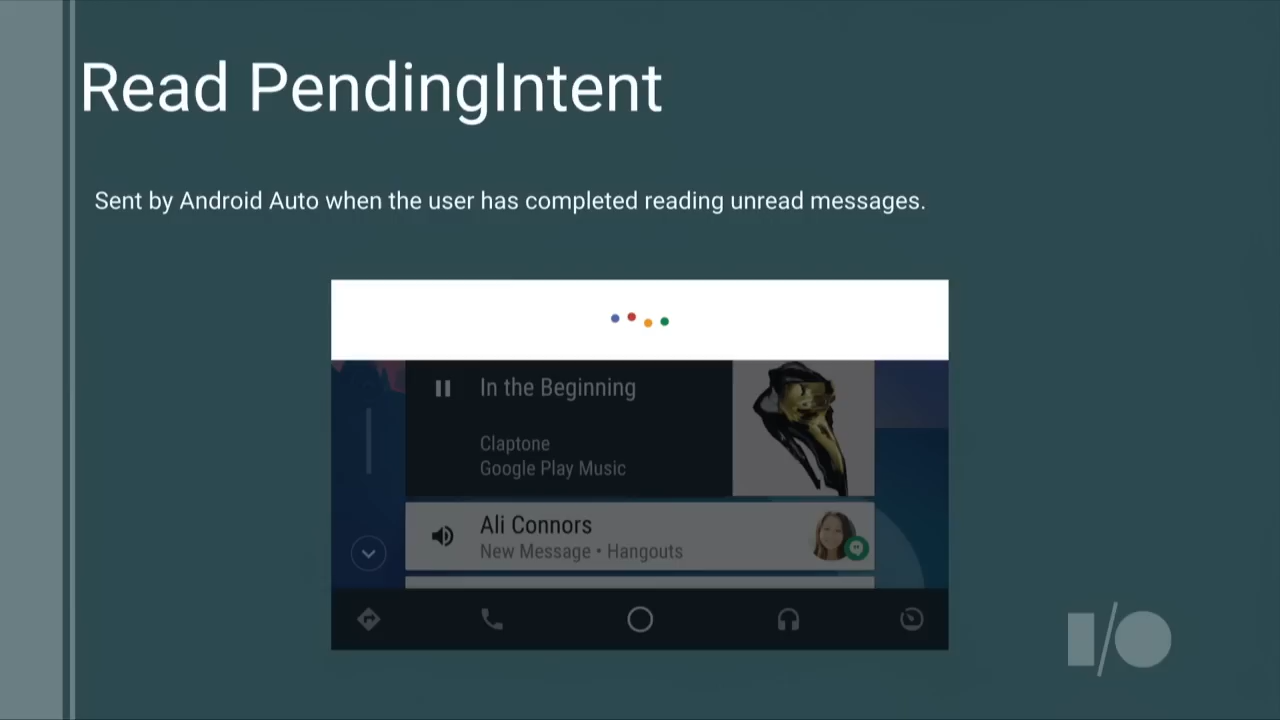 Read PendingIntent
Sent by Android Auto when the user has completed reading unread messages.
In the Beginning
Claptone
Google Play Music
Ali Connors
New Message • Hangouts
I/O